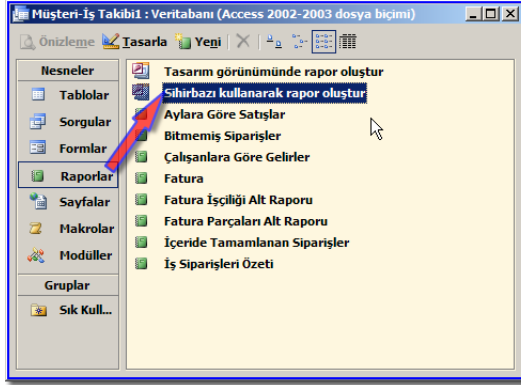 Müşteri-İş Takibi1 : Veritabanı (Access 2002-2003 dosya biçimi)
Önizleme Tasarla Yeni
Nesneler
Tablolar
Sorgular
Formlar
Raporlar
Sayfalar
Makrolar
Modüller
Gruplar
Sık Kull...
Tasarım görünümünde rapor oluştur
Sihirbazı kullanarak rapor oluştur
Aylara Göre Satışlar
Bitmemiş Siparişler
Çalışanlara Göre Gelirler
Fatura
Fatura İşçiliği Alt Raporu
Fatura Parçaları Alt Raporu
İçeride Tamamlanan Siparişler
İş Siparişleri Özeti